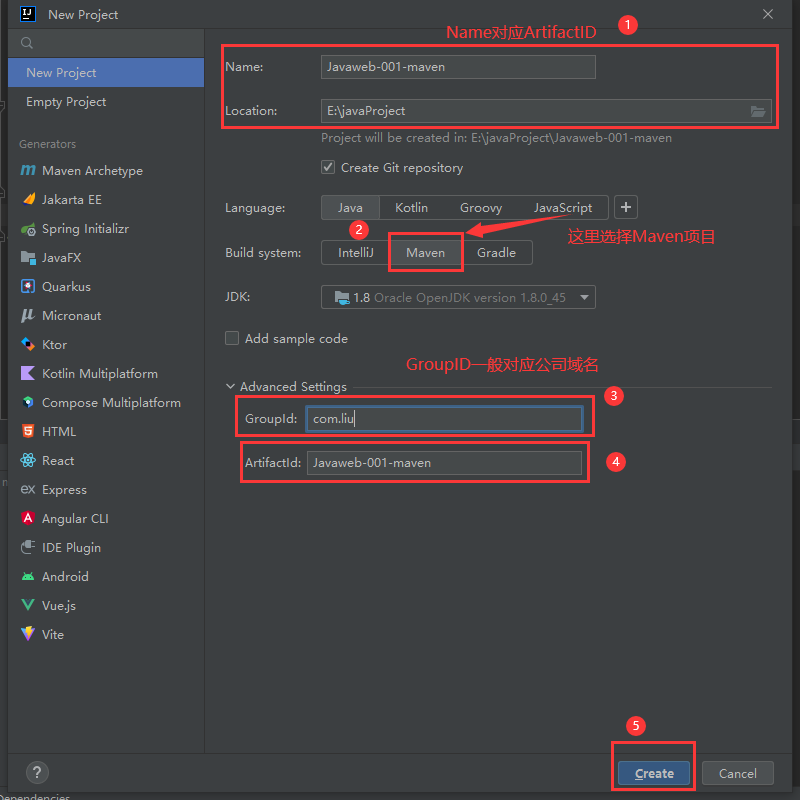 New Project
Name对应ArtifactID
1
New Project
Empty Project
Generators
Maven Archetype
Jakarta EE
Spring Initializr
JavaFX
Quarkus
Micronaut
Ktor
Kotlin Multiplatform
Compose Multiplatform
HTML
React
Express
Angular CLI
IDE Plugin
Android
Vue.js
Vite
Name: Javaweb-001-maven
Location: E:\javaProject
Project will be created in: E:\javaProject\Javaweb-001-maven
Create Git repository
Language: Java Kotlin Groovy JavaScript +
2
这里选择Maven项目
Build system: IntelliJ Maven Gradle
JDK: 1.8 Oracle OpenJDK version 1.8.0_45
Add sample code
GroupID一般对应公司域名
Advanced Settings
3
GroupId: com.liu
ArtifactId: Javaweb-001-maven
4
5
? Create Cancel
Dependencies